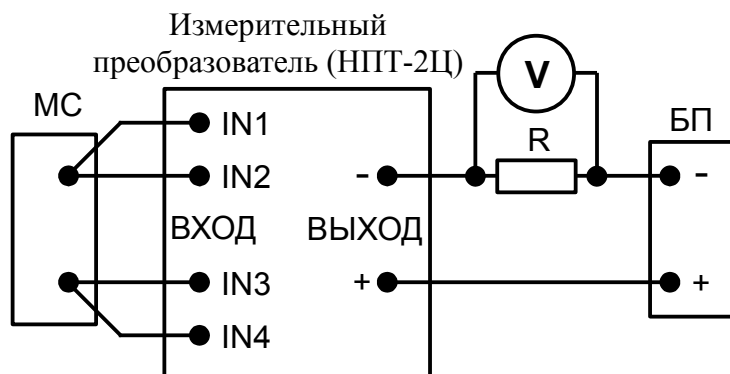 Измерительный
преобразователь (НПТ-2Ц)
МС
IN1
IN2
ВХОД
IN3
IN4
-
ВЫХОД
+
V
R
БП
-
+